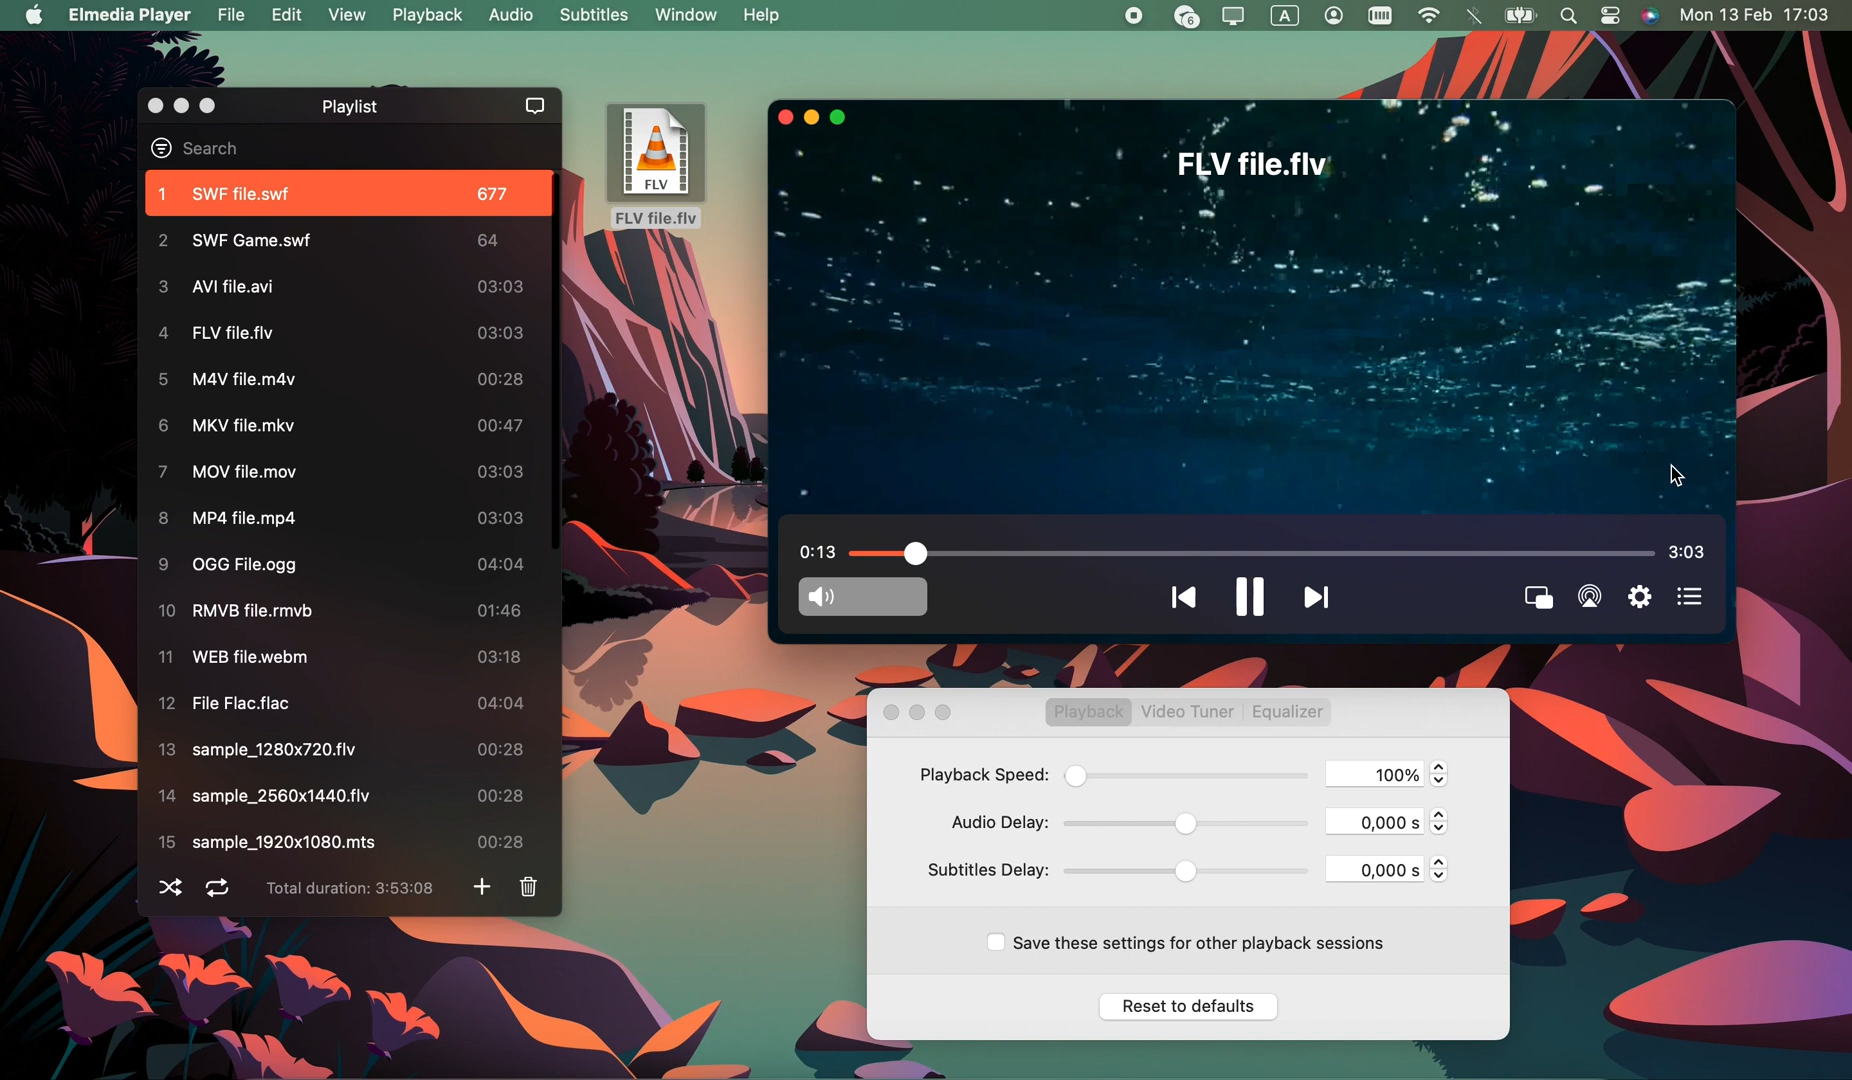 Elmedia Player File Edit View Playback Audio Subtitles Window Help 6 A Mon 13 Feb 17:03
Playlist
Search
1 SWF file.swf 677
2 SWF Game.swf 64
3 AVI file.avi 03:03
4 FLV file.flv 03:03
5 M4V file.m4v 00:28
6 MKV file.mkv 00:47
7 MOV file.mov 03:03
8 MP4 file.mp4 03:03
9 OGG File.ogg 04:04
10 RMVB file.rmvb 01:46
11 WEB file.webm 03:18
12 File Flac.flac 04:04
13 sample_1280x720.flv 00:28
14 sample_2560x1440.flv 00:28
15 sample_1920x1080.mts 00:28
Total duration: 3:53:08
FLV
FLV file.flv
FLV file.flv
0:13 3:03
Playback Video Tuner Equalizer
Playback Speed: 100%
Audio Delay: 0,000 s
Subtitles Delay: 0,000 s
Save these settings for other playback sessions
Reset to defaults